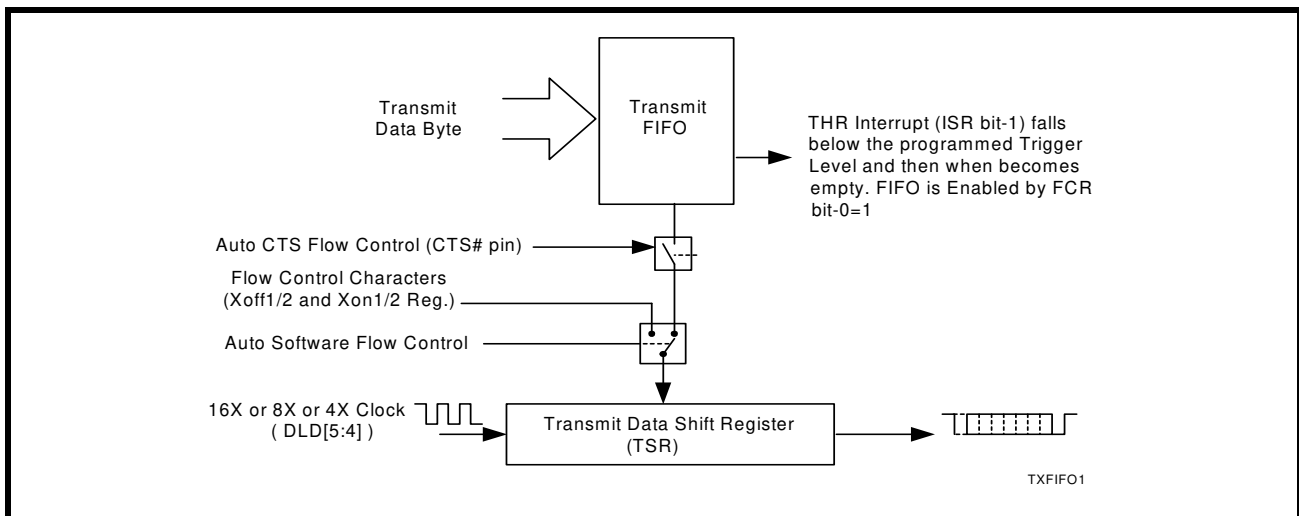 Transmit
Data Byte
Transmit
FIFO
THR Interrupt (ISR bit-1) falls
below the programmed Trigger
Level and then when becomes
empty. FIFO is Enabled by FCR
bit-0=1
Auto CTS Flow Control (CTS# pin)
Flow Control Characters
(Xoff1/2 and Xon1/2 Reg.)
Auto Software Flow Control
16X or 8X or 4X Clock
( DLD[5:4] )
Transmit Data Shift Register
(TSR)
TXFIFO1